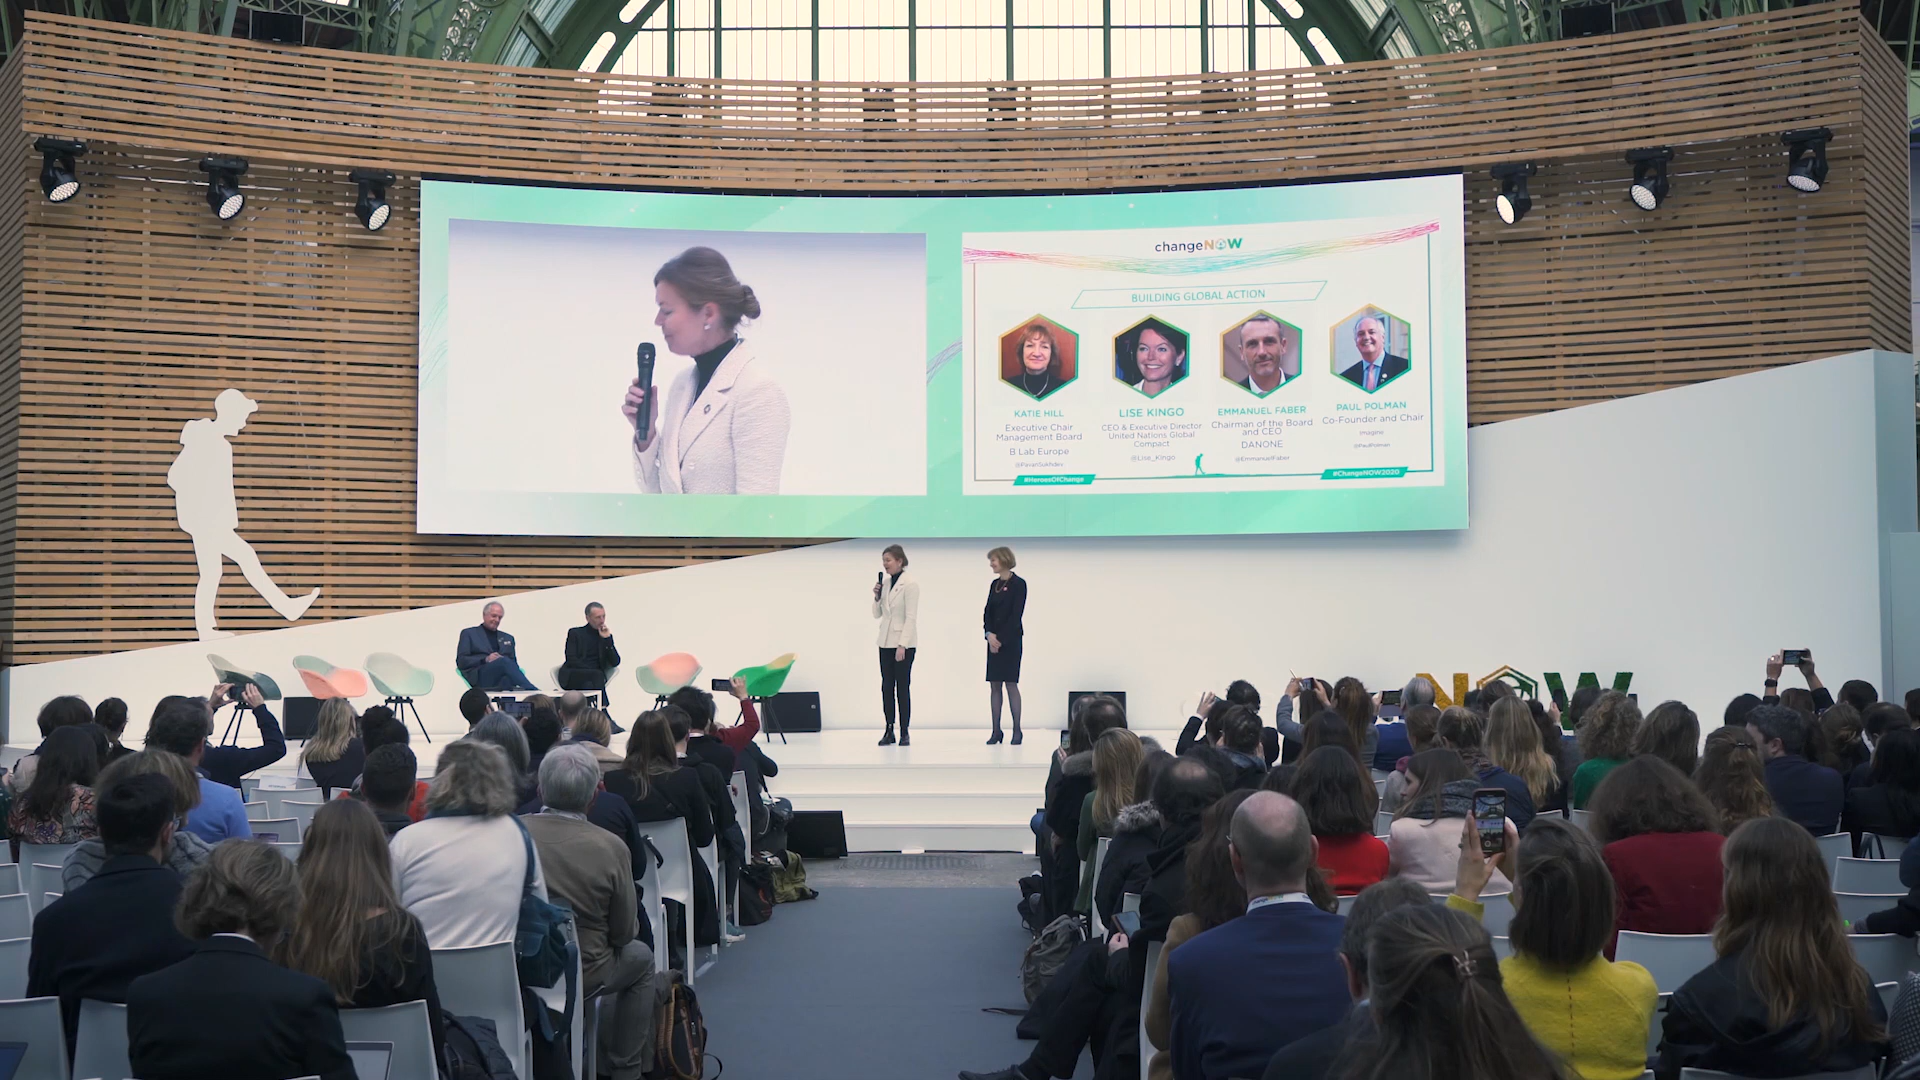 changeNOW
BUILDING GLOBAL ACTION
KATIE HILL
Executive Chair
Management Board
B Lab Europe
@PavanSukhdev
LISE KINGO
CEO & Executive Director
United Nations Global
Compact
@Lise_Kingo
EMMANUEL FABER
Chairman of the Board
and CEO
DANONE
@EmmanuelFaber
PAUL POLMAN
Co-Founder and Chair
Imagine
@PaulPolman
#HeroesOfChange
#ChangeNOW2020
NOW